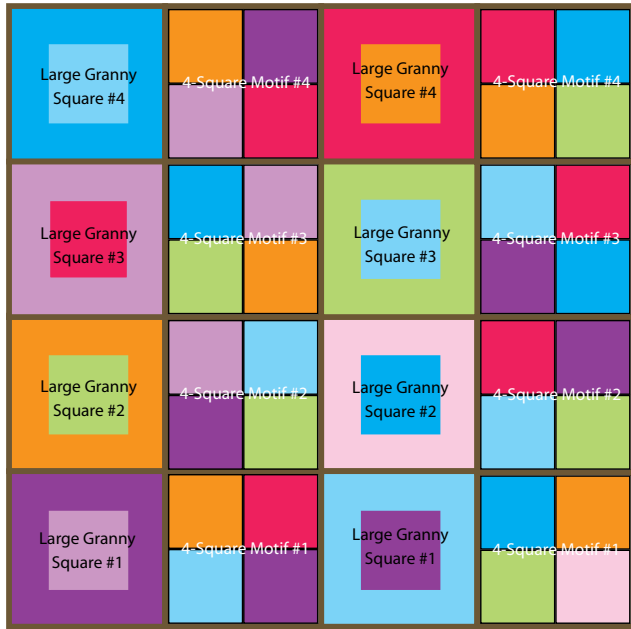 Large Granny
Square #4
4-Square Motif #4
Large Granny
Square #4
4-Square Motif #4
Large Granny
Square #3
4-Square Motif #3
Large Granny
Square #3
4-Square Motif #3
Large Granny
Square #2
4-Square Motif #2
Large Granny
Square #2
4-Square Motif #2
Large Granny
Square #1
4-Square Motif #1
Large Granny
Square #1
4-Square Motif #1